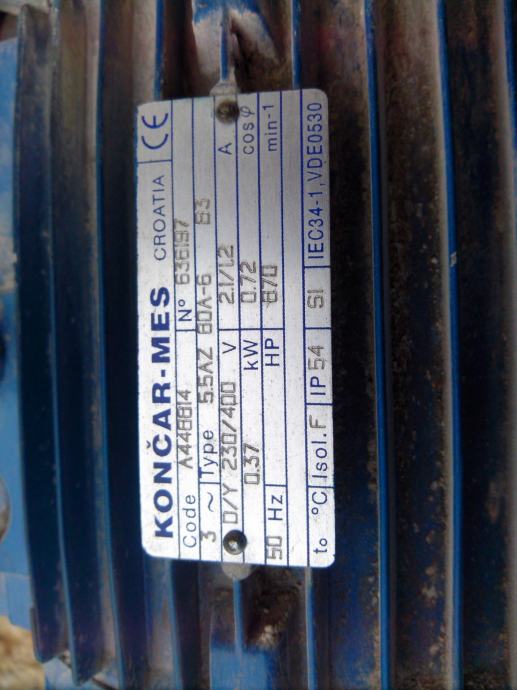 KONČAR-MES CROATIA CE
Code A448814 Nº 636197
3 ~ Type 5.5AZ 80A-6 B3
D/Y 230/400 V 2.1/1.2 A
0.37 kW 0.72 cosφ
50 Hz HP 870 min-1
to °C Isol. F IP 54 S1 IEC34-1,VDE0530